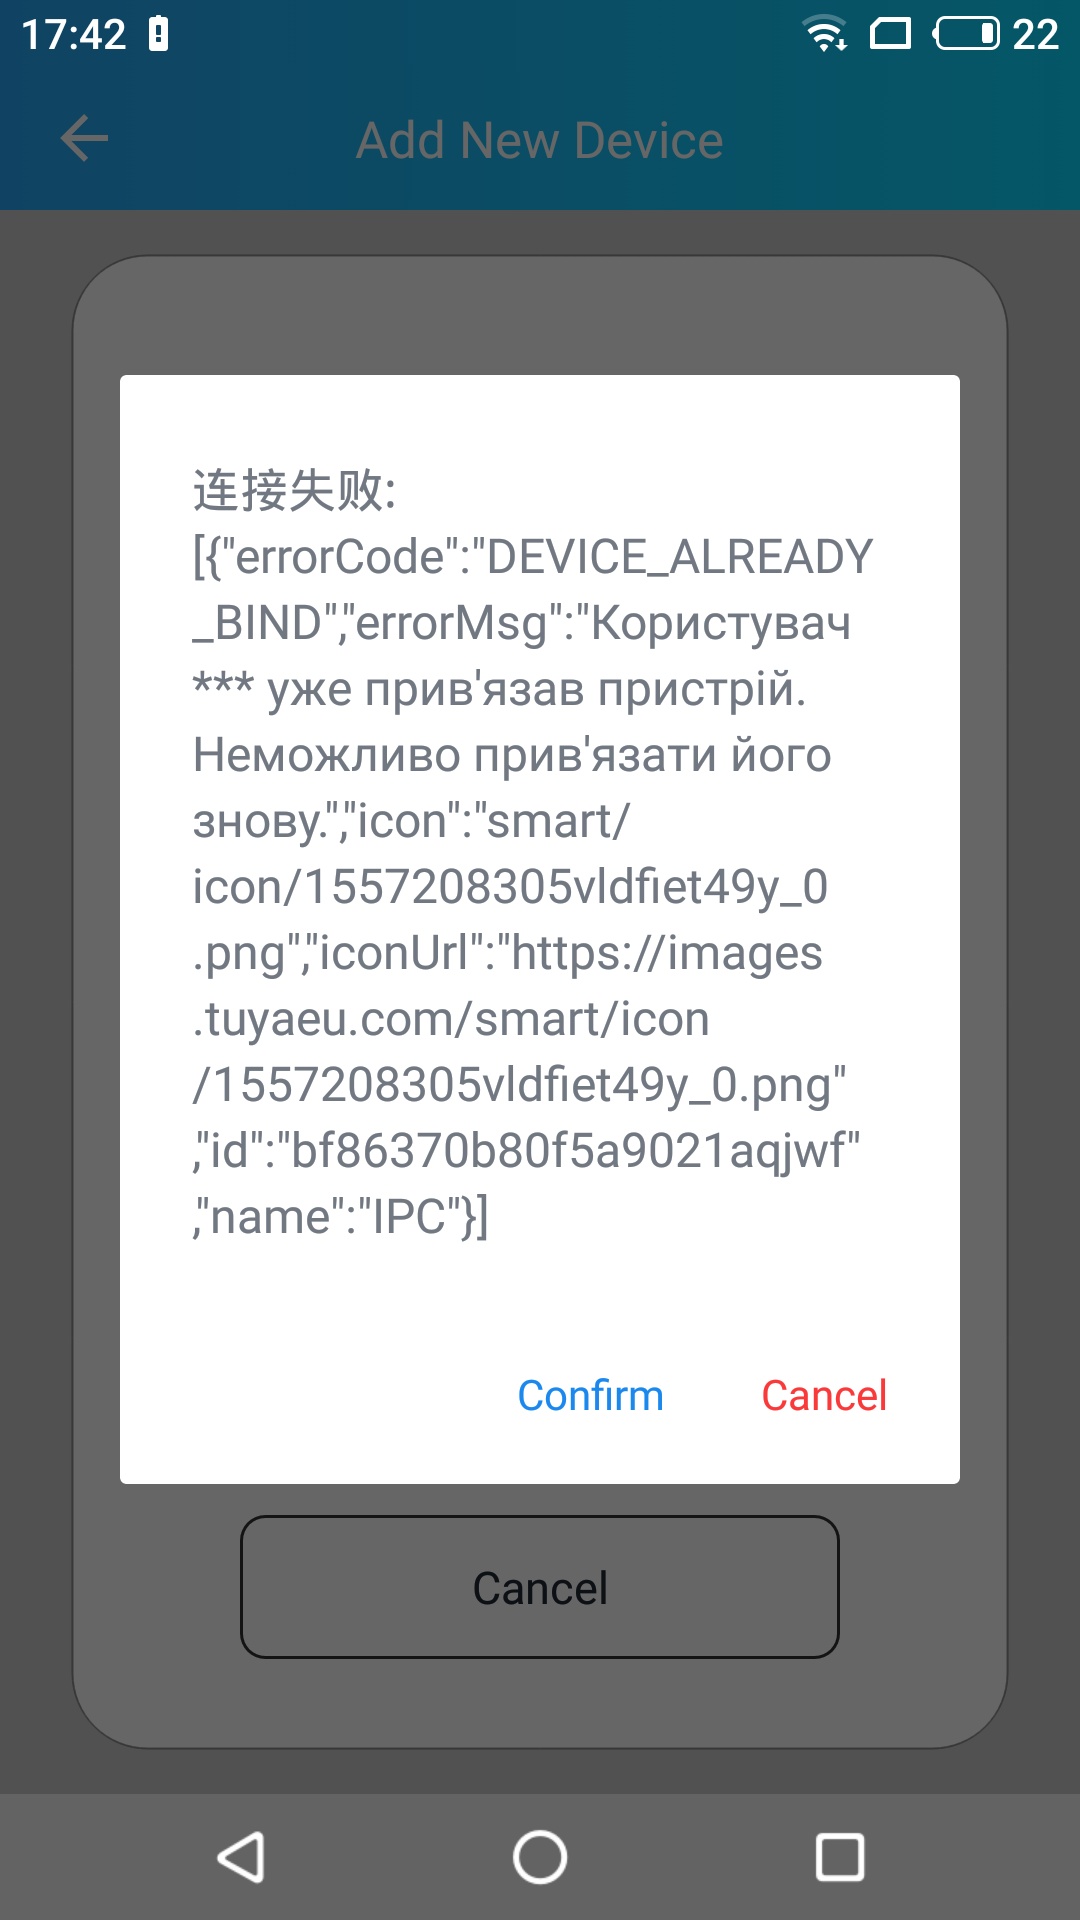 17:42
22
Add New Device
连接失败:
[{"errorCode":"DEVICE_ALREADY
_BIND","errorMsg":"Користувач
*** уже прив'язав пристрій.
Неможливо прив'язати його
знову.","icon":"smart/
icon/1557208305vldfiet49y_0
.png","iconUrl":"https://images
.tuyaeu.com/smart/icon
/1557208305vldfiet49y_0.png"
,"id":"bf86370b80f5a9021aqjwf"
,"name":"IPC"}]
Confirm
Cancel
Cancel